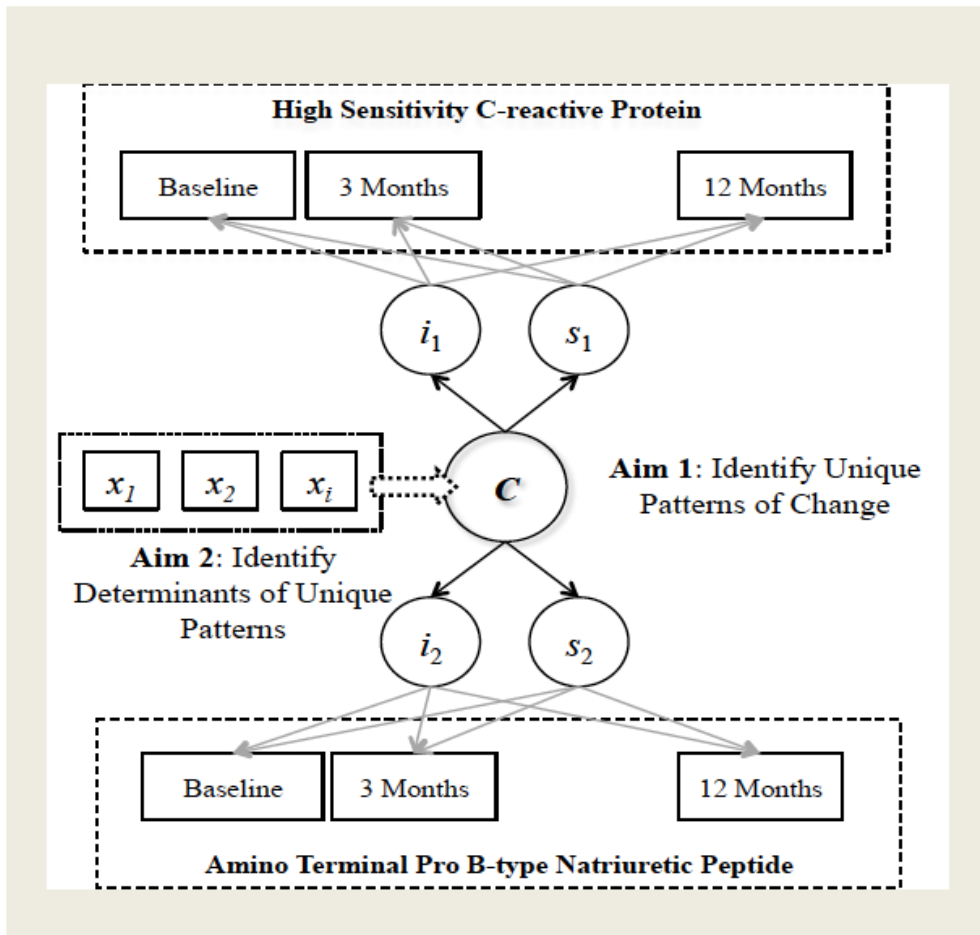 High Sensitivity C-reactive Protein
Baseline
3 Months
12 Months
i₁
s₁
x₁
x₂
xᵢ
C
Aim 1: Identify Unique
Patterns of Change
Aim 2: Identify
Determinants of Unique
Patterns
i₂
s₂
Baseline
3 Months
12 Months
Amino Terminal Pro B-type Natriuretic Peptide